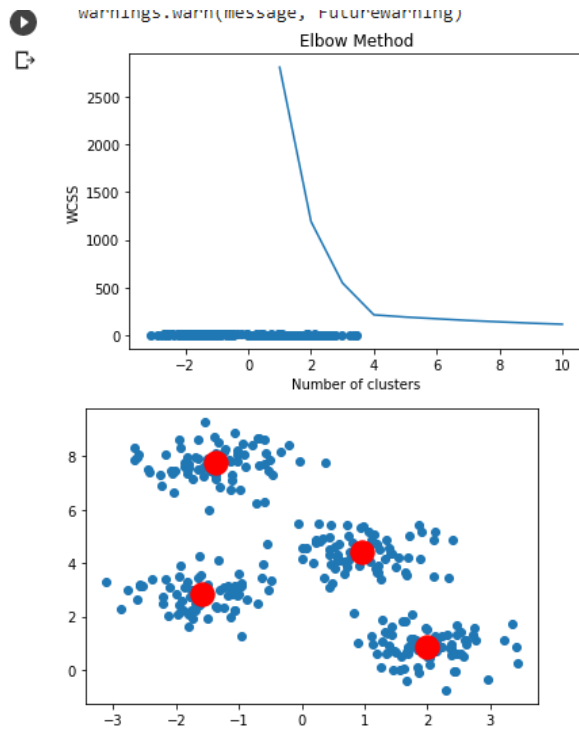 warnings.warn(message, FutureWarning)
Elbow Method
2500
2000
1500
1000
500
0
WCSS
−2 0 2 4 6 8 10
Number of clusters
8
6
4
2
0
−3 −2 −1 0 1 2 3